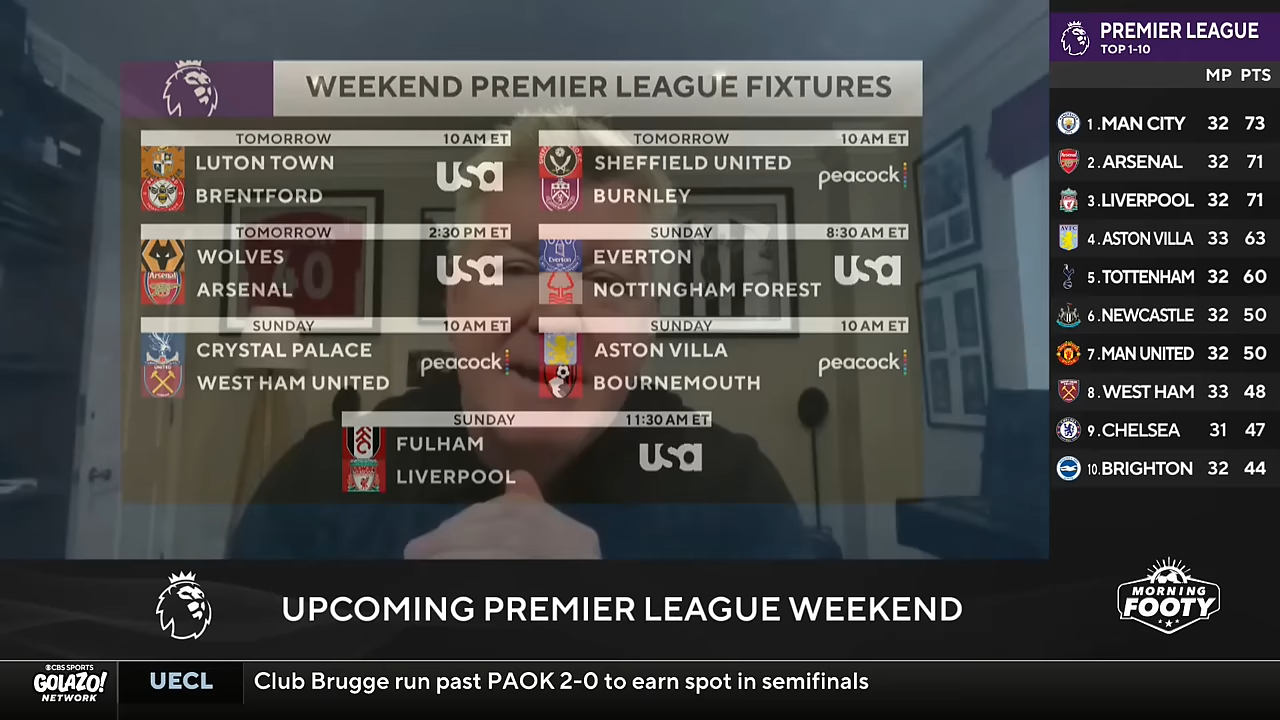 WEEKEND PREMIER LEAGUE FIXTURES
TOMORROW 10 AM ET
LUTON TOWN
BRENTFORD
USA
TOMORROW 10 AM ET
SHEFFIELD UNITED
BURNLEY
peacock
TOMORROW 2:30 PM ET
WOLVES
ARSENAL
USA
SUNDAY 8:30 AM ET
EVERTON
NOTTINGHAM FOREST
USA
SUNDAY 10 AM ET
CRYSTAL PALACE
WEST HAM UNITED
peacock
SUNDAY 10 AM ET
ASTON VILLA
BOURNEMOUTH
peacock
SUNDAY 11:30 AM ET
FULHAM
LIVERPOOL
USA
40
PREMIER LEAGUE
TOP 1-10
MP PTS
1. MAN CITY 32 73
2. ARSENAL 32 71
3. LIVERPOOL 32 71
4. ASTON VILLA 33 63
5. TOTTENHAM 32 60
6. NEWCASTLE 32 50
7. MAN UNITED 32 50
8. WEST HAM 33 48
9. CHELSEA 31 47
10. BRIGHTON 32 44
UPCOMING PREMIER LEAGUE WEEKEND
MORNING
FOOTY
CBS SPORTS
GOLAZO!
NETWORK
UECL
Club Brugge run past PAOK 2-0 to earn spot in semifinals